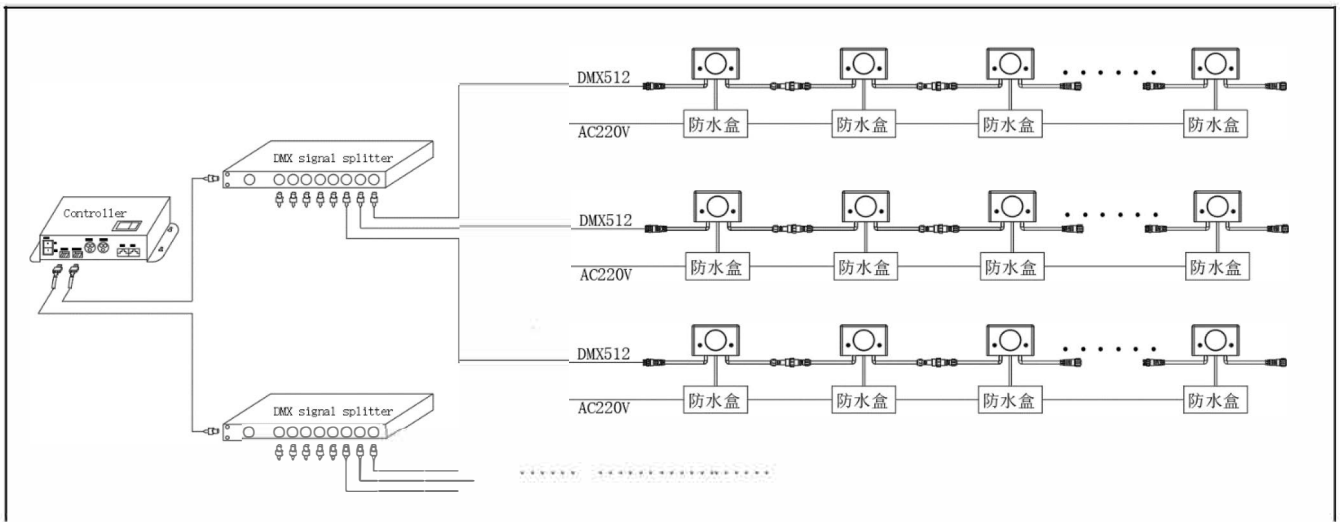 DMX512
防水盒 防水盒 防水盒 防水盒
AC220V
DMX signal splitter
Controller
DMX512
防水盒 防水盒 防水盒 防水盒
AC220V
DMX512
防水盒 防水盒 防水盒 防水盒
AC220V
DMX signal splitter